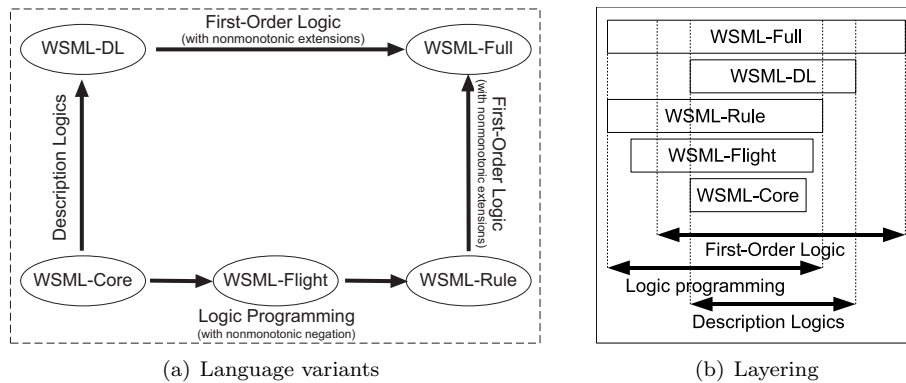 First-Order Logic
(with nonmonotonic extensions)
WSML-DL
WSML-Full
Description Logics
First-Order Logic
(with nonmonotonic extensions)
WSML-Core
WSML-Flight
WSML-Rule
Logic Programming
(with nonmonotonic negation)
(a) Language variants
WSML-Full
WSML-DL
WSML-Rule
WSML-Flight
WSML-Core
First-Order Logic
Logic programming
Description Logics
(b) Layering